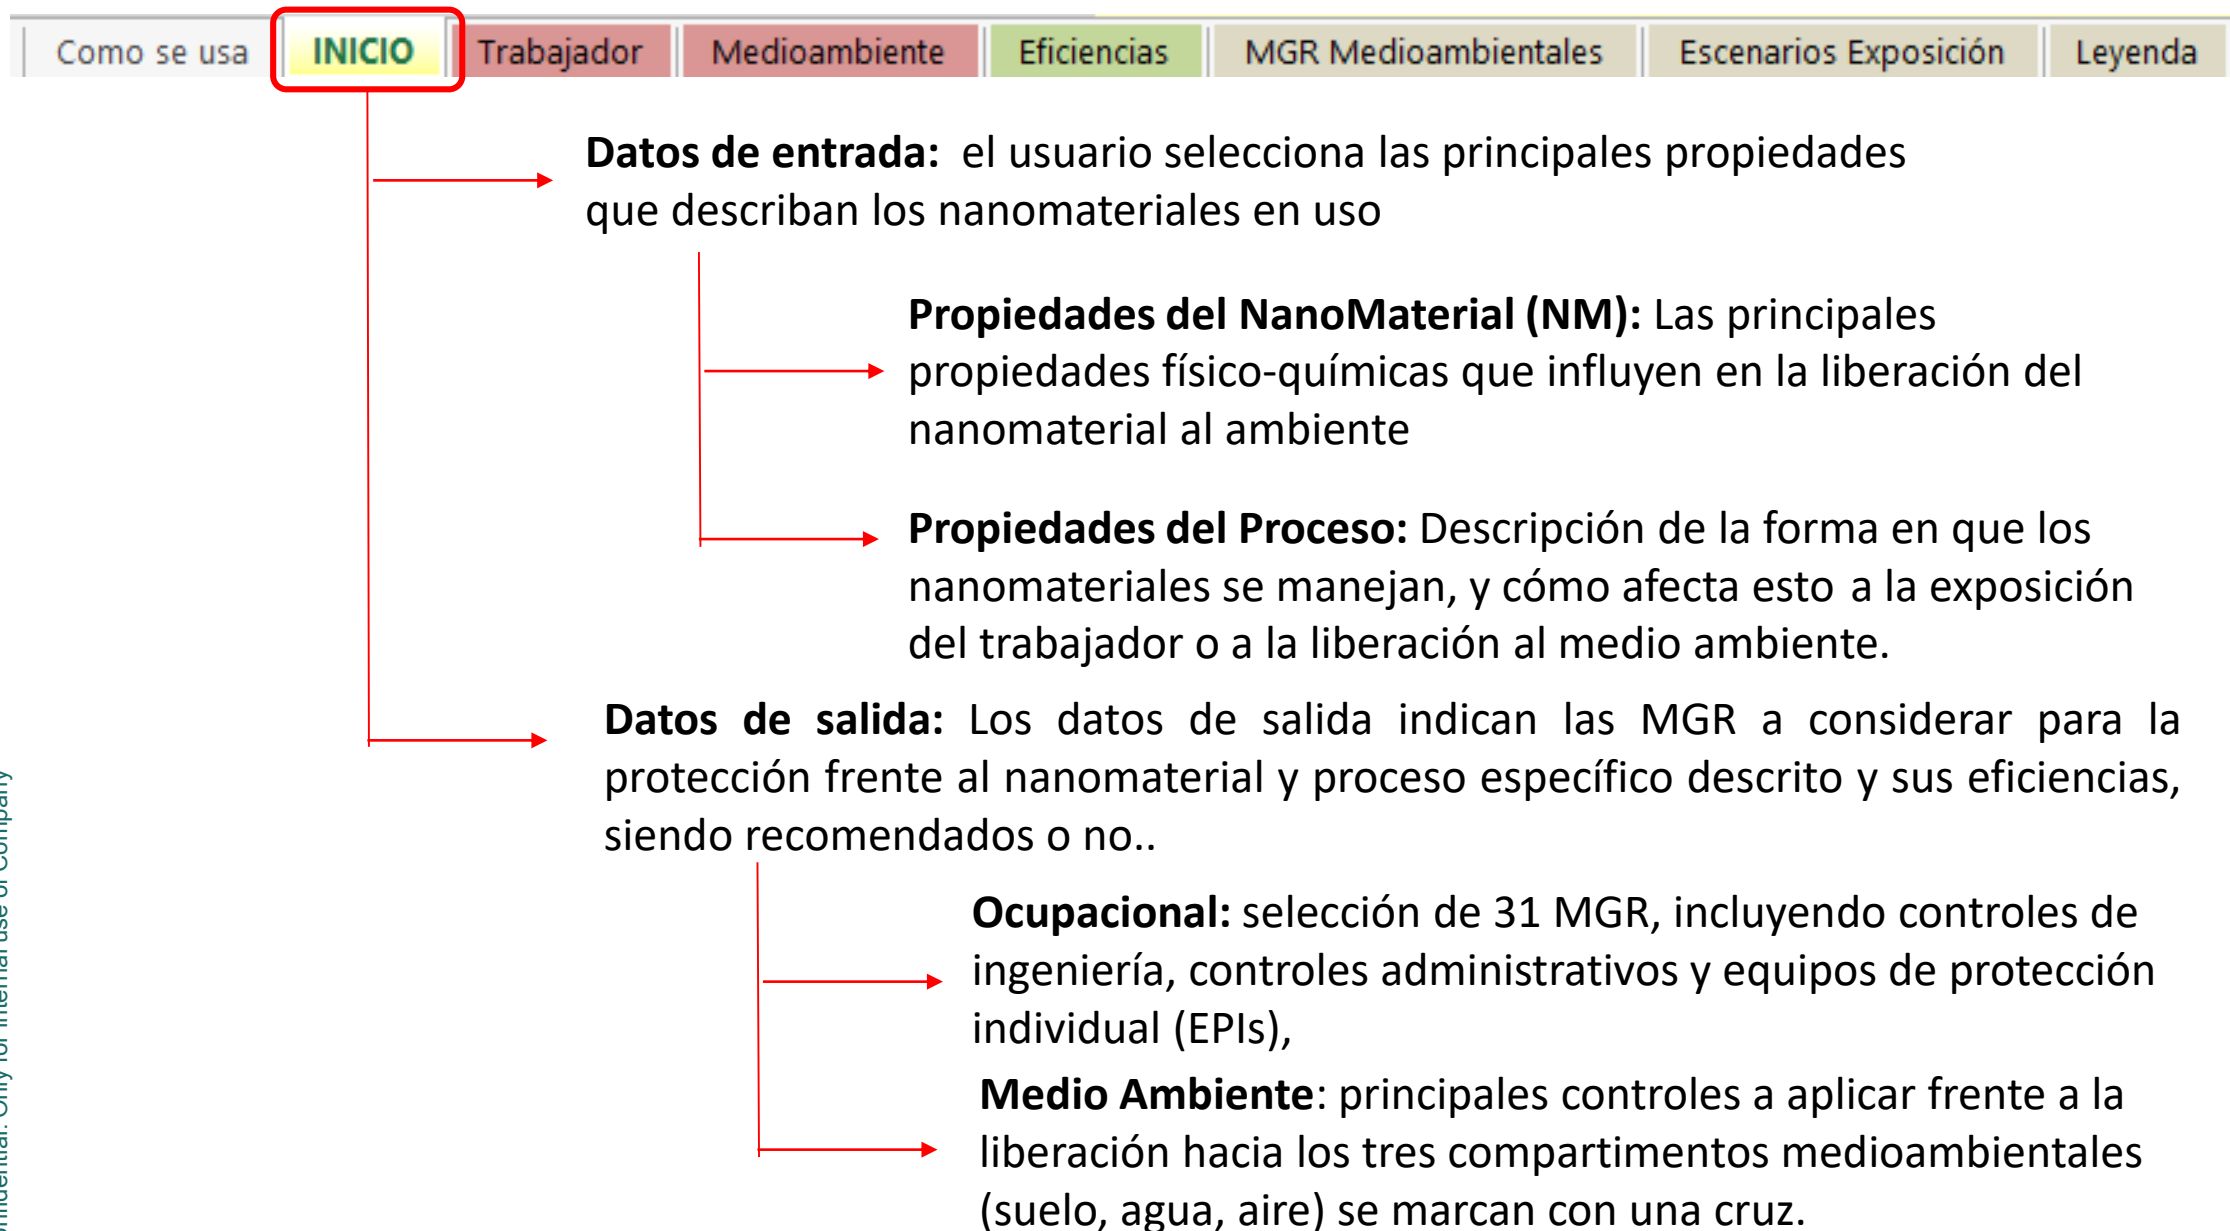 Como se usa INICIO Trabajador Medioambiente Eficiencias MGR Medioambientales Escenarios Exposición Leyenda
Datos de entrada: el usuario selecciona las principales propiedades
que describan los nanomateriales en uso
Propiedades del NanoMaterial (NM): Las principales
propiedades físico-químicas que influyen en la liberación del
nanomaterial al ambiente
Propiedades del Proceso: Descripción de la forma en que los
nanomateriales se manejan, y cómo afecta esto a la exposición
del trabajador o a la liberación al medio ambiente.
Datos de salida: Los datos de salida indican las MGR a considerar para la
protección frente al nanomaterial y proceso específico descrito y sus eficiencias,
siendo recomendados o no..
Ocupacional: selección de 31 MGR, incluyendo controles de
ingeniería, controles administrativos y equipos de protección
individual (EPIs),
Medio Ambiente: principales controles a aplicar frente a la
liberación hacia los tres compartimentos medioambientales
(suelo, agua, aire) se marcan con una cruz.
Only for internal use of Company